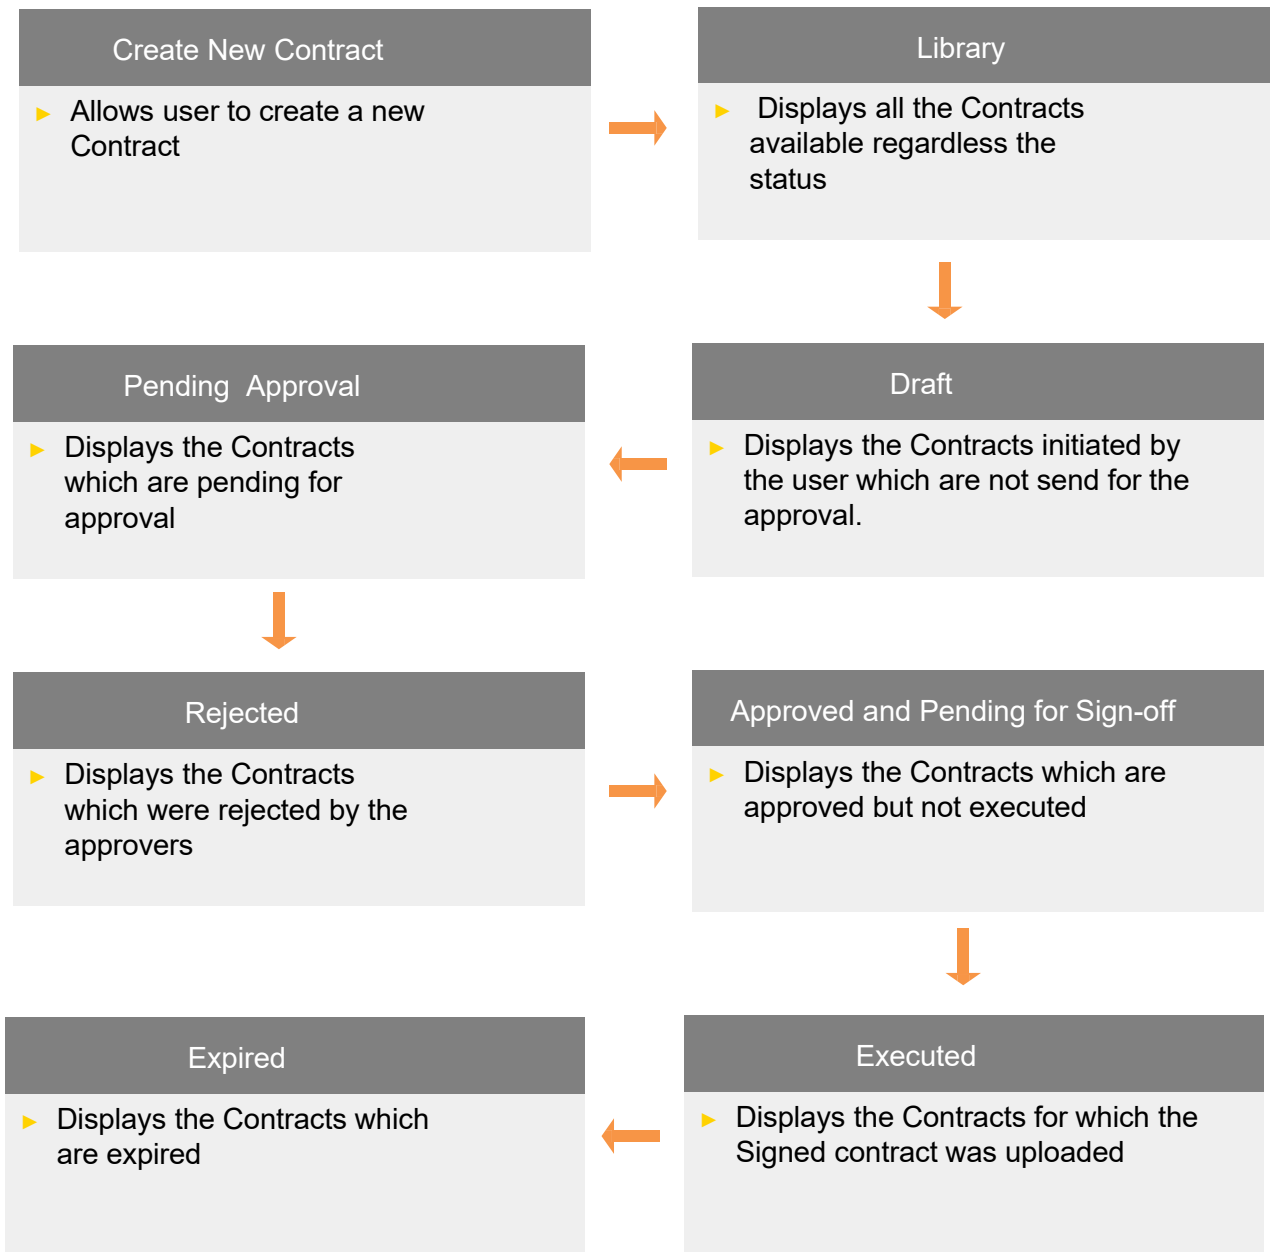 Create New Contract
Allows user to create a new
Contract
Library
Displays all the Contracts
available regardless the
status
Draft
Displays the Contracts initiated by
the user which are not send for the
approval.
Pending Approval
Displays the Contracts
which are pending for
approval
Rejected
Displays the Contracts
which were rejected by the
approvers
Approved and Pending for Sign-off
Displays the Contracts which are
approved but not executed
Executed
Displays the Contracts for which the
Signed contract was uploaded
Expired
Displays the Contracts which
are expired